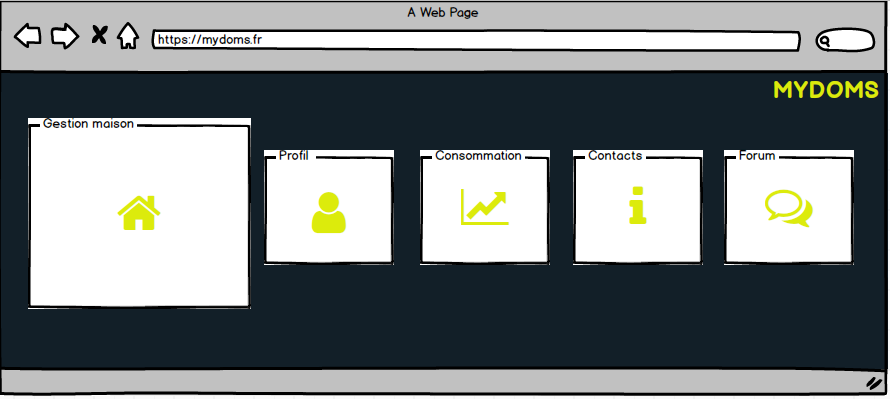 A Web Page
https://mydoms.fr
MYDOMS
Gestion maison
Profil
Consommation
Contacts
Forum